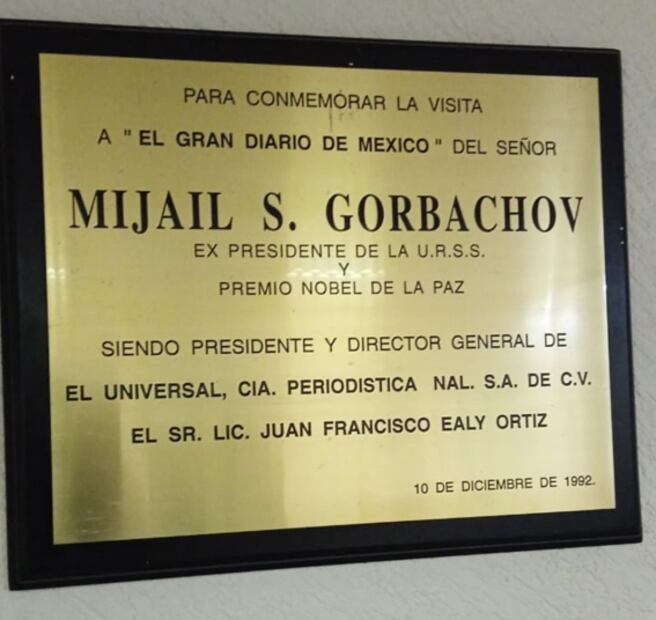 PARA CONMEMORAR LA VISITA
A " EL GRAN DIARIO DE MEXICO " DEL SEÑOR
MIJAIL S. GORBACHOV
EX PRESIDENTE DE LA U.R.S.S.
Y
PREMIO NOBEL DE LA PAZ
SIENDO PRESIDENTE Y DIRECTOR GENERAL DE
EL UNIVERSAL, CIA. PERIODISTICA NAL. S.A. DE C.V.
EL SR. LIC. JUAN FRANCISCO EALY ORTIZ
10 DE DICIEMBRE DE 1992.